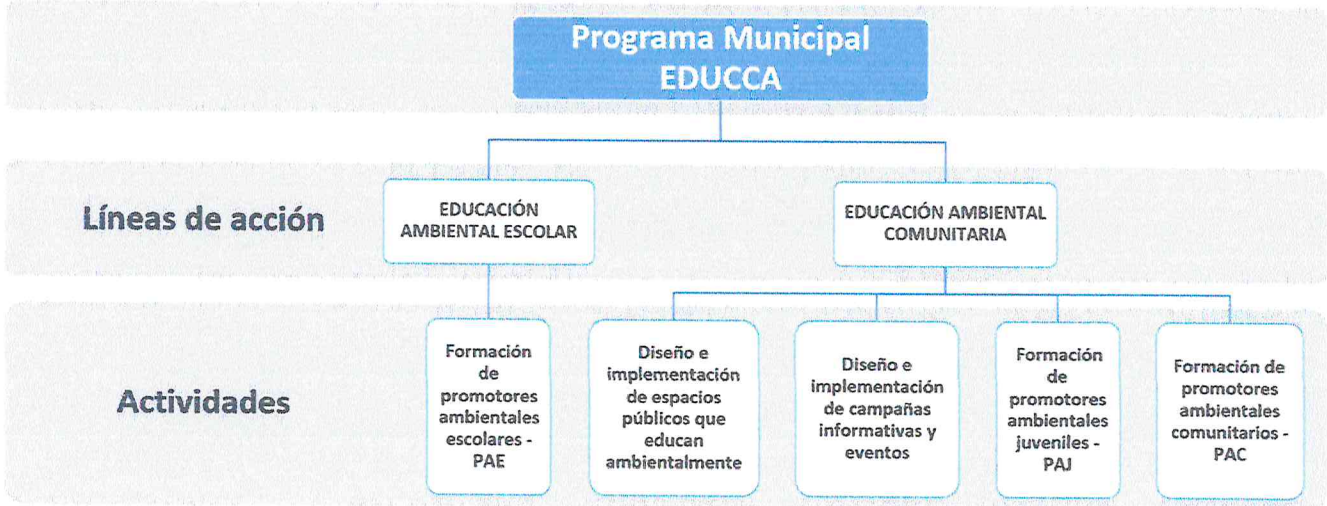 Programa Municipal
EDUCCA
Líneas de acción
EDUCACIÓN
AMBIENTAL ESCOLAR
EDUCACIÓN AMBIENTAL
COMUNITARIA
Actividades
Formación
de
promotores
ambientales
escolares -
PAE
Diseño e
implementación
de espacios
públicos que
educan
ambientalmente
Diseño e
implementación
de campañas
informativas y
eventos
Formación
de
promotores
ambientales
juveniles -
PAJ
Formación de
promotores
ambientales
comunitarios -
PAC